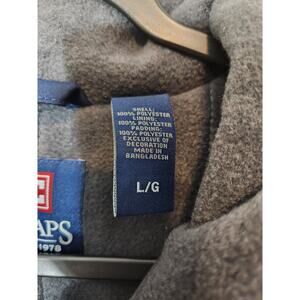 SHELL:
100% POLYESTER
LINING:
100% POLYESTER
PADDING:
100% POLYESTER
EXCLUSIVE OF
DECORATION
MADE IN
BANGLADESH
L/G
APS
1978